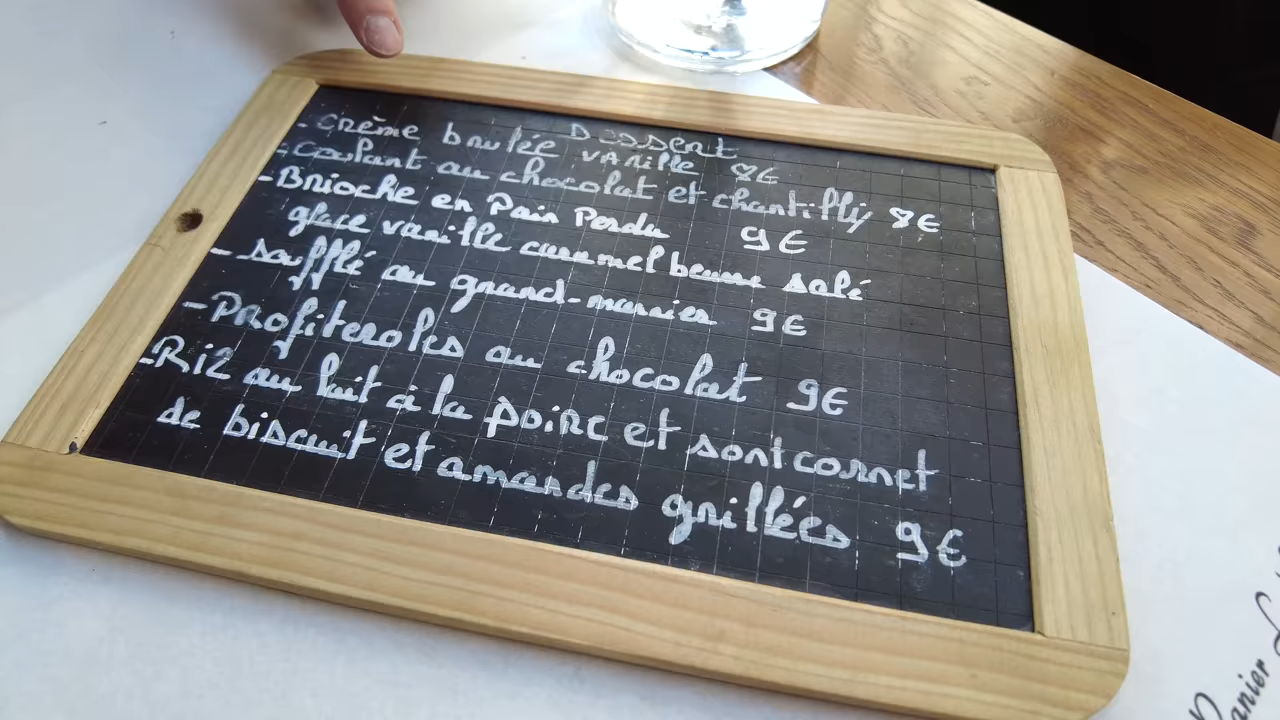 Dessert
- Crème brulée vanille 8€
- Coulant au chocolat et chantilly 8€
- Brioche en Pain Perdu 9€
glace vanille caramel beurre salé
- Soufflé au grand-marnier 9€
- Profiteroles au chocolat 9€
- Riz au lait à la poire et sont cornet
de biscuit et amandes grillées 9€
Panier